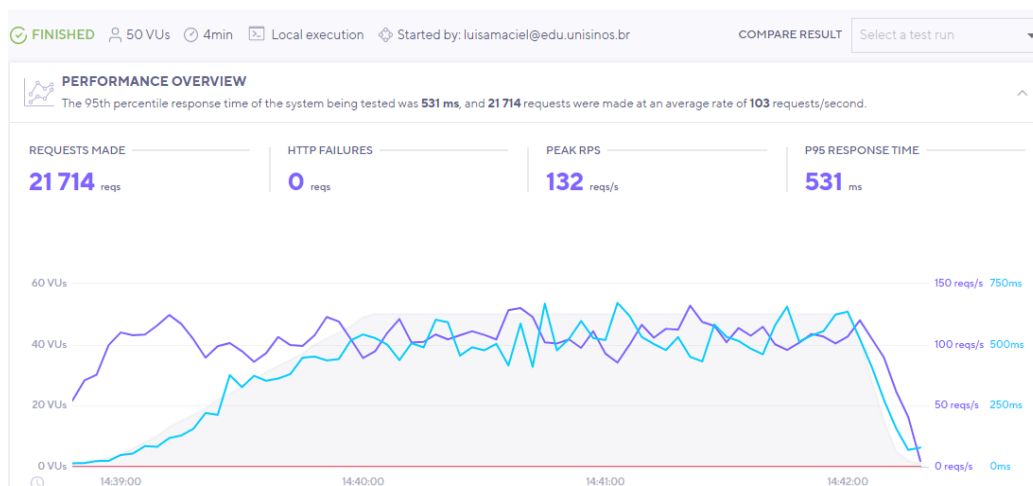 FINISHED 50 VUs 4min Local execution Started by: luisamaciel@edu.unisinos.br COMPARE RESULT Select a test run
PERFORMANCE OVERVIEW
The 95th percentile response time of the system being tested was 531 ms, and 21 714 requests were made at an average rate of 103 requests/second.
REQUESTS MADE HTTP FAILURES PEAK RPS P95 RESPONSE TIME
21 714 reqs 0 reqs 132 reqs/s 531 ms
60 VUs 150 reqs/s 750ms
40 VUs 100 reqs/s 500ms
20 VUs 50 reqs/s 250ms
0 VUs 0 reqs/s 0ms
14:39:00 14:40:00 14:41:00 14:42:00